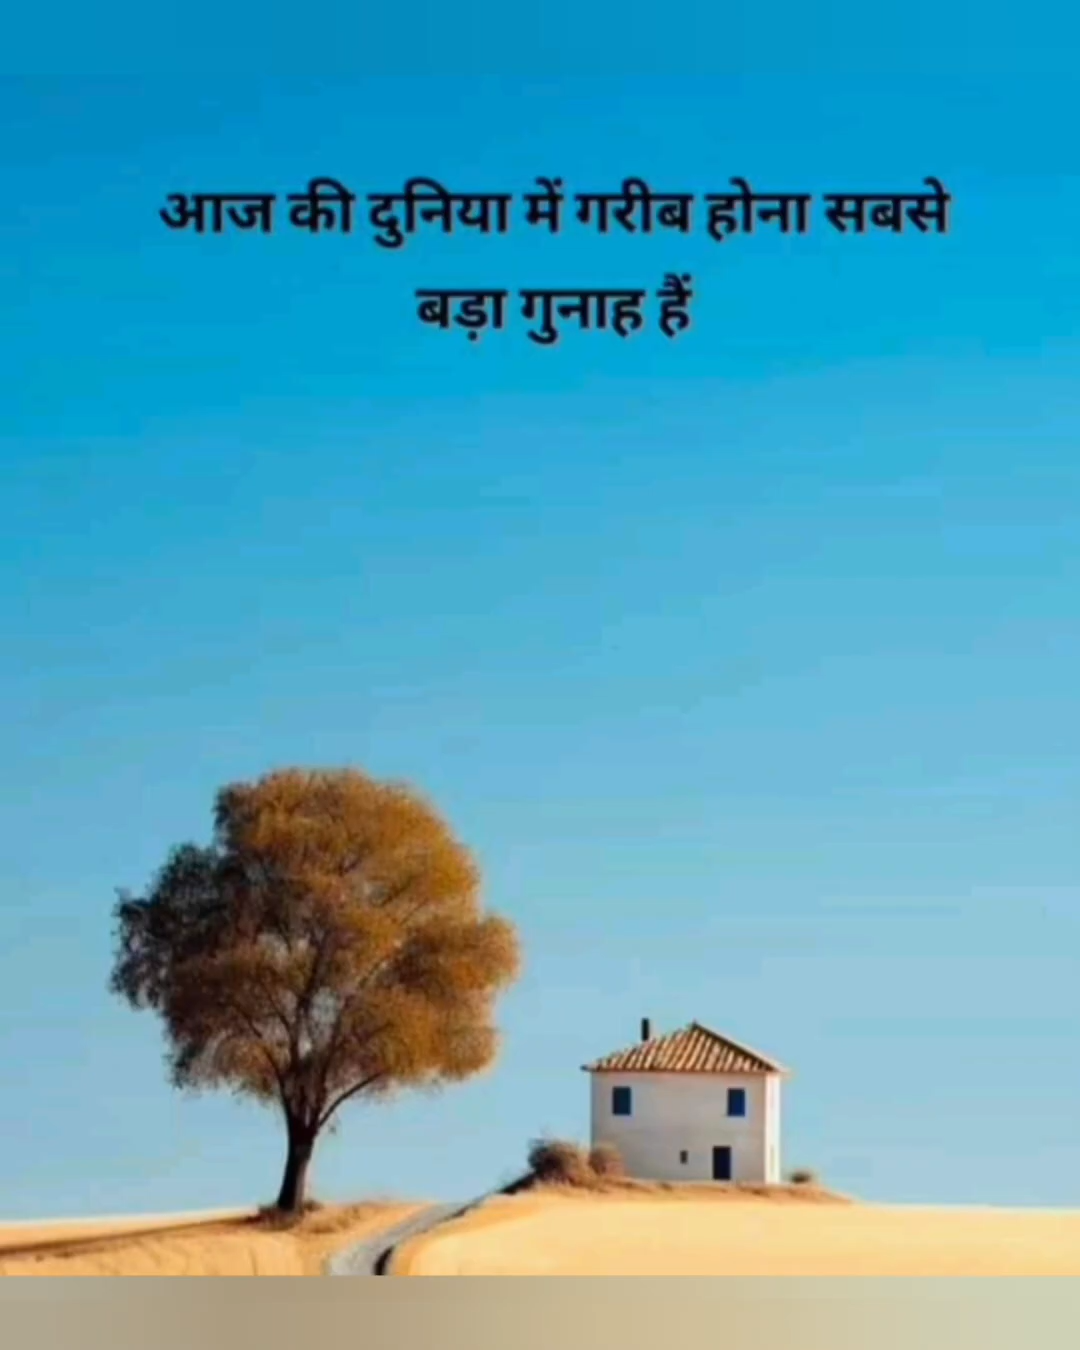 आज की दुनिया में गरीब होना सबसे
बड़ा गुनाह हैं